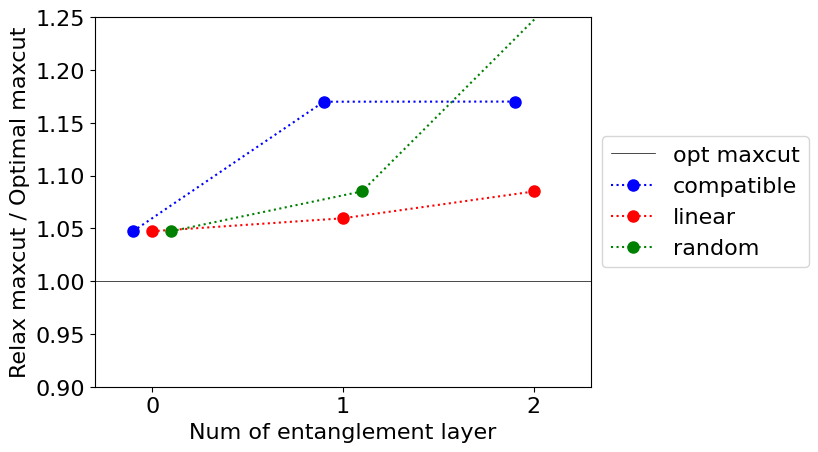 Relax maxcut / Optimal maxcut
1.25
1.20
1.15
1.10
1.05
1.00
0.95
0.90
0
1
2
Num of entanglement layer
opt maxcut
compatible
linear
random